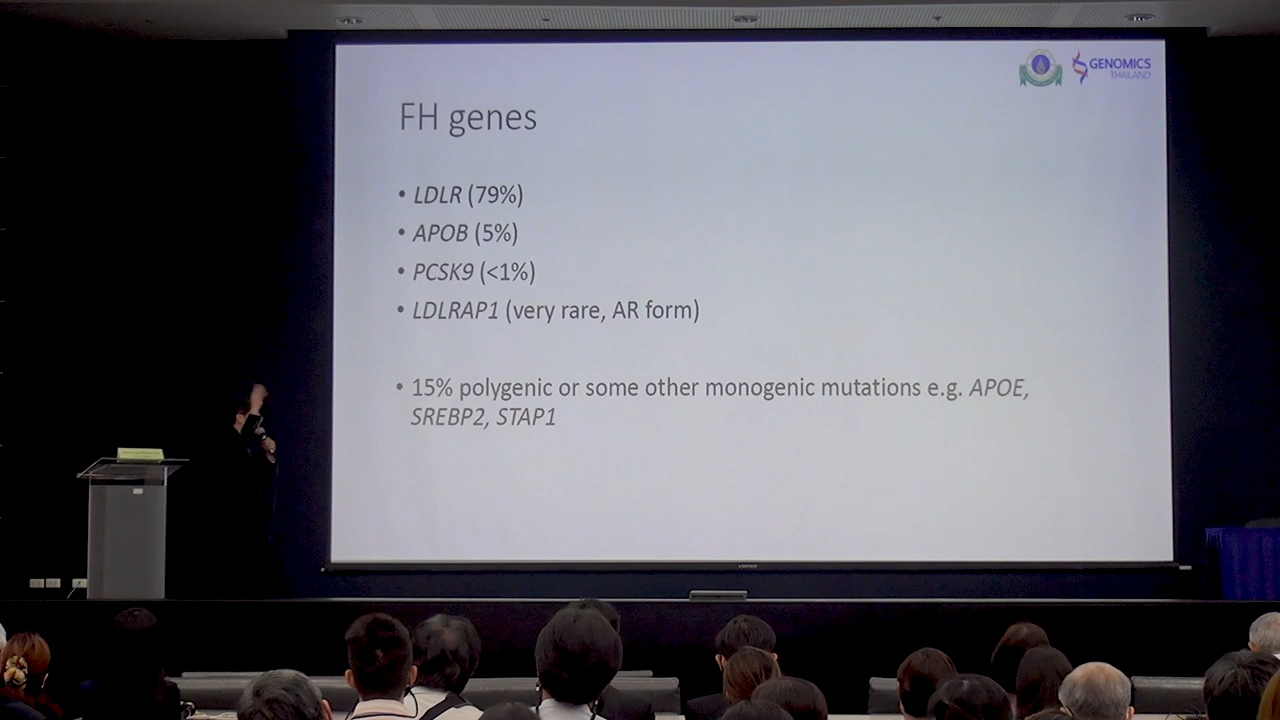 GENOMICS
THAILAND
FH genes
• LDLR (79%)
• APOB (5%)
• PCSK9 (<1%)
• LDLRAP1 (very rare, AR form)
• 15% polygenic or some other monogenic mutations e.g. APOE,
SREBP2, STAP1